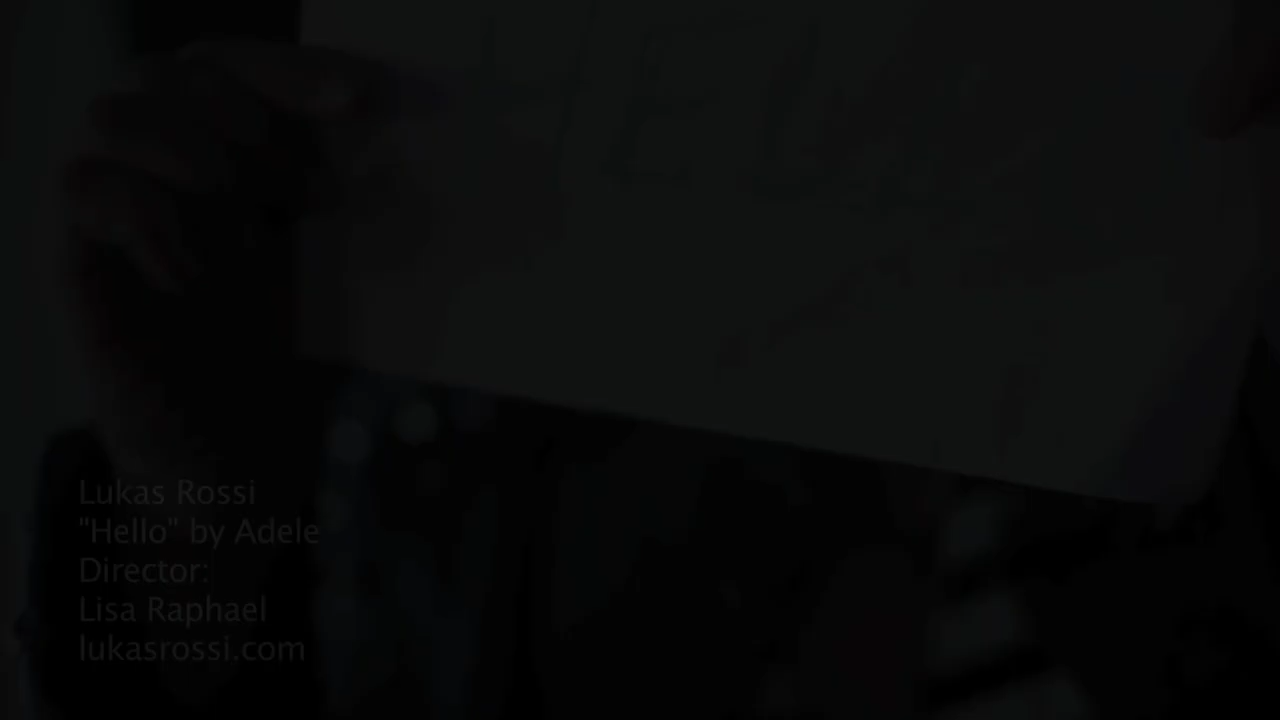 Lukas Rossi
"Hello" by Adele
Director:
Lisa Raphael
lukasrossi.com